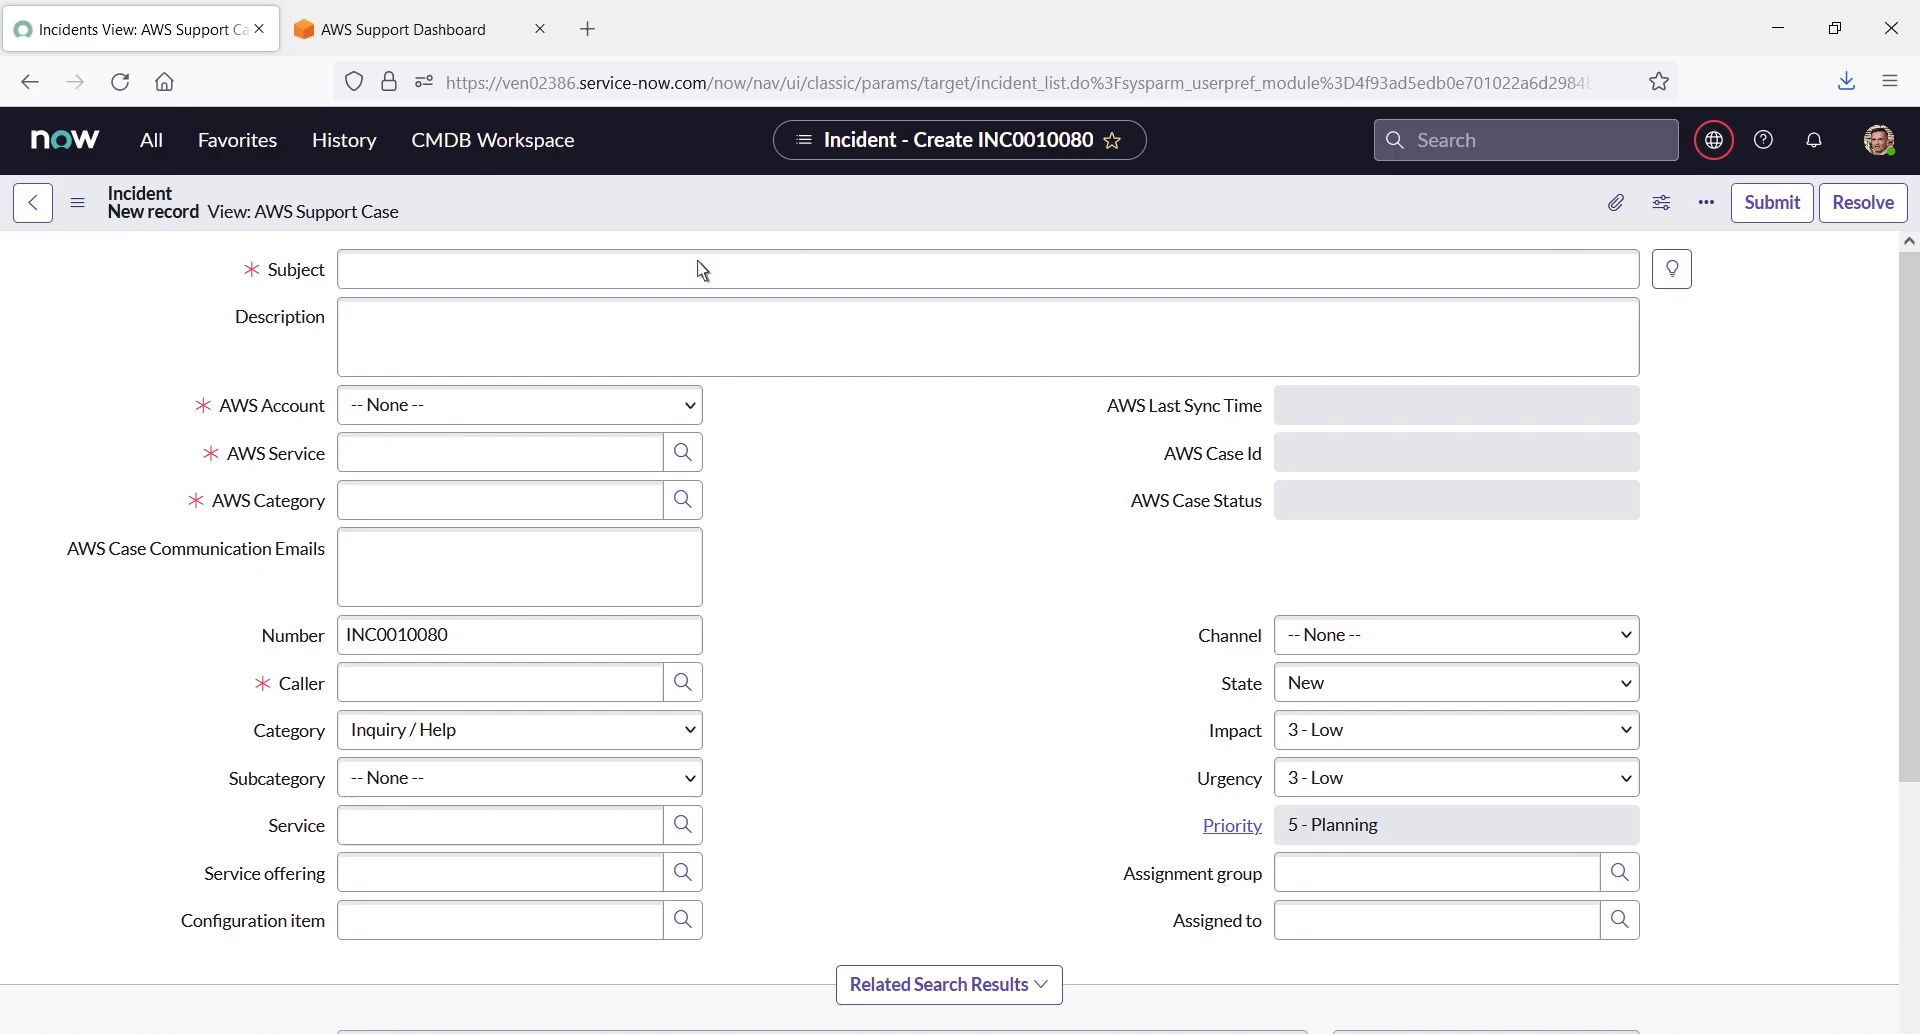 Incidents View: AWS Support Ca
AWS Support Dashboard
https://ven02386.service-now.com/now/nav/ui/classic/params/target/incident_list.do%3Fsysparm_userpref_module%3D4f93ad5edb0e701022a6d2984b
now
All
Favorites
History
CMDB Workspace
Incident - Create INC0010080
Search
Incident
New record View: AWS Support Case
Submit
Resolve
* Subject
Description
* AWS Account
-- None --
AWS Last Sync Time
* AWS Service
AWS Case Id
* AWS Category
AWS Case Status
AWS Case Communication Emails
Number
INC0010080
Channel
-- None --
* Caller
State
New
Category
Inquiry / Help
Impact
3 - Low
Subcategory
-- None --
Urgency
3 - Low
Service
Priority
5 - Planning
Service offering
Assignment group
Configuration item
Assigned to
Related Search Results